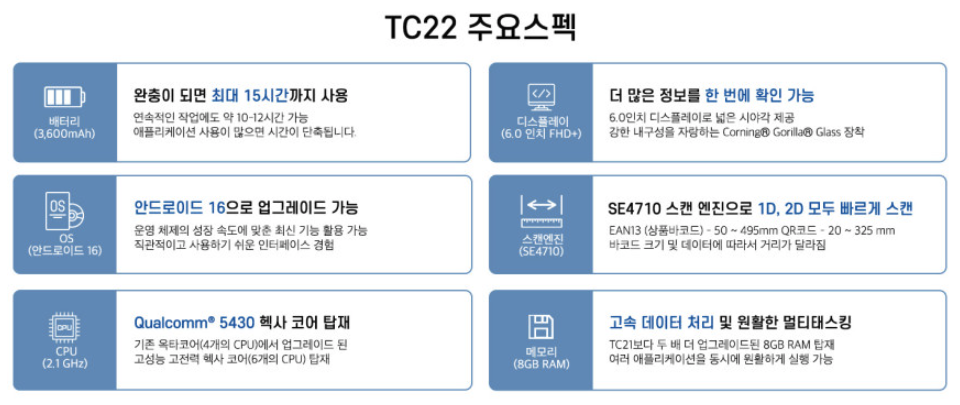 TC22 주요스펙
배터리
(3,600mAh)
완충이 되면 최대 15시간까지 사용
연속적인 작업에도 약 10-12시간 가능
애플리케이션 사용이 많으면 시간이 단축됩니다.
디스플레이
(6.0 인치 FHD+)
더 많은 정보를 한 번에 확인 가능
6.0인치 디스플레이로 넓은 시야각 제공
강한 내구성을 자랑하는 Corning® Gorilla® Glass 장착
OS
OS
(안드로이드 16)
안드로이드 16으로 업그레이드 가능
운영 체제의 성장 속도에 맞춘 최신 기능 활용 가능
직관적이고 사용하기 쉬운 인터페이스 경험
스캔엔진
(SE4710)
SE4710 스캔 엔진으로 1D, 2D 모두 빠르게 스캔
EAN13 (상품바코드) - 50 ~ 495mm QR코드 - 20 ~ 325 mm
바코드 크기 및 데이터에 따라서 거리가 달라짐
CPU
CPU
(2.1 GHz)
Qualcomm® 5430 헥사 코어 탑재
기존 옥타코어(4개의 CPU)에서 업그레이드 된
고성능 고전력 헥사 코어(6개의 CPU) 탑재
메모리
(8GB RAM)
고속 데이터 처리 및 원활한 멀티태스킹
TC21보다 두 배 더 업그레이드된 8GB RAM 탑재
여러 애플리케이션을 동시에 원활하게 실행 가능